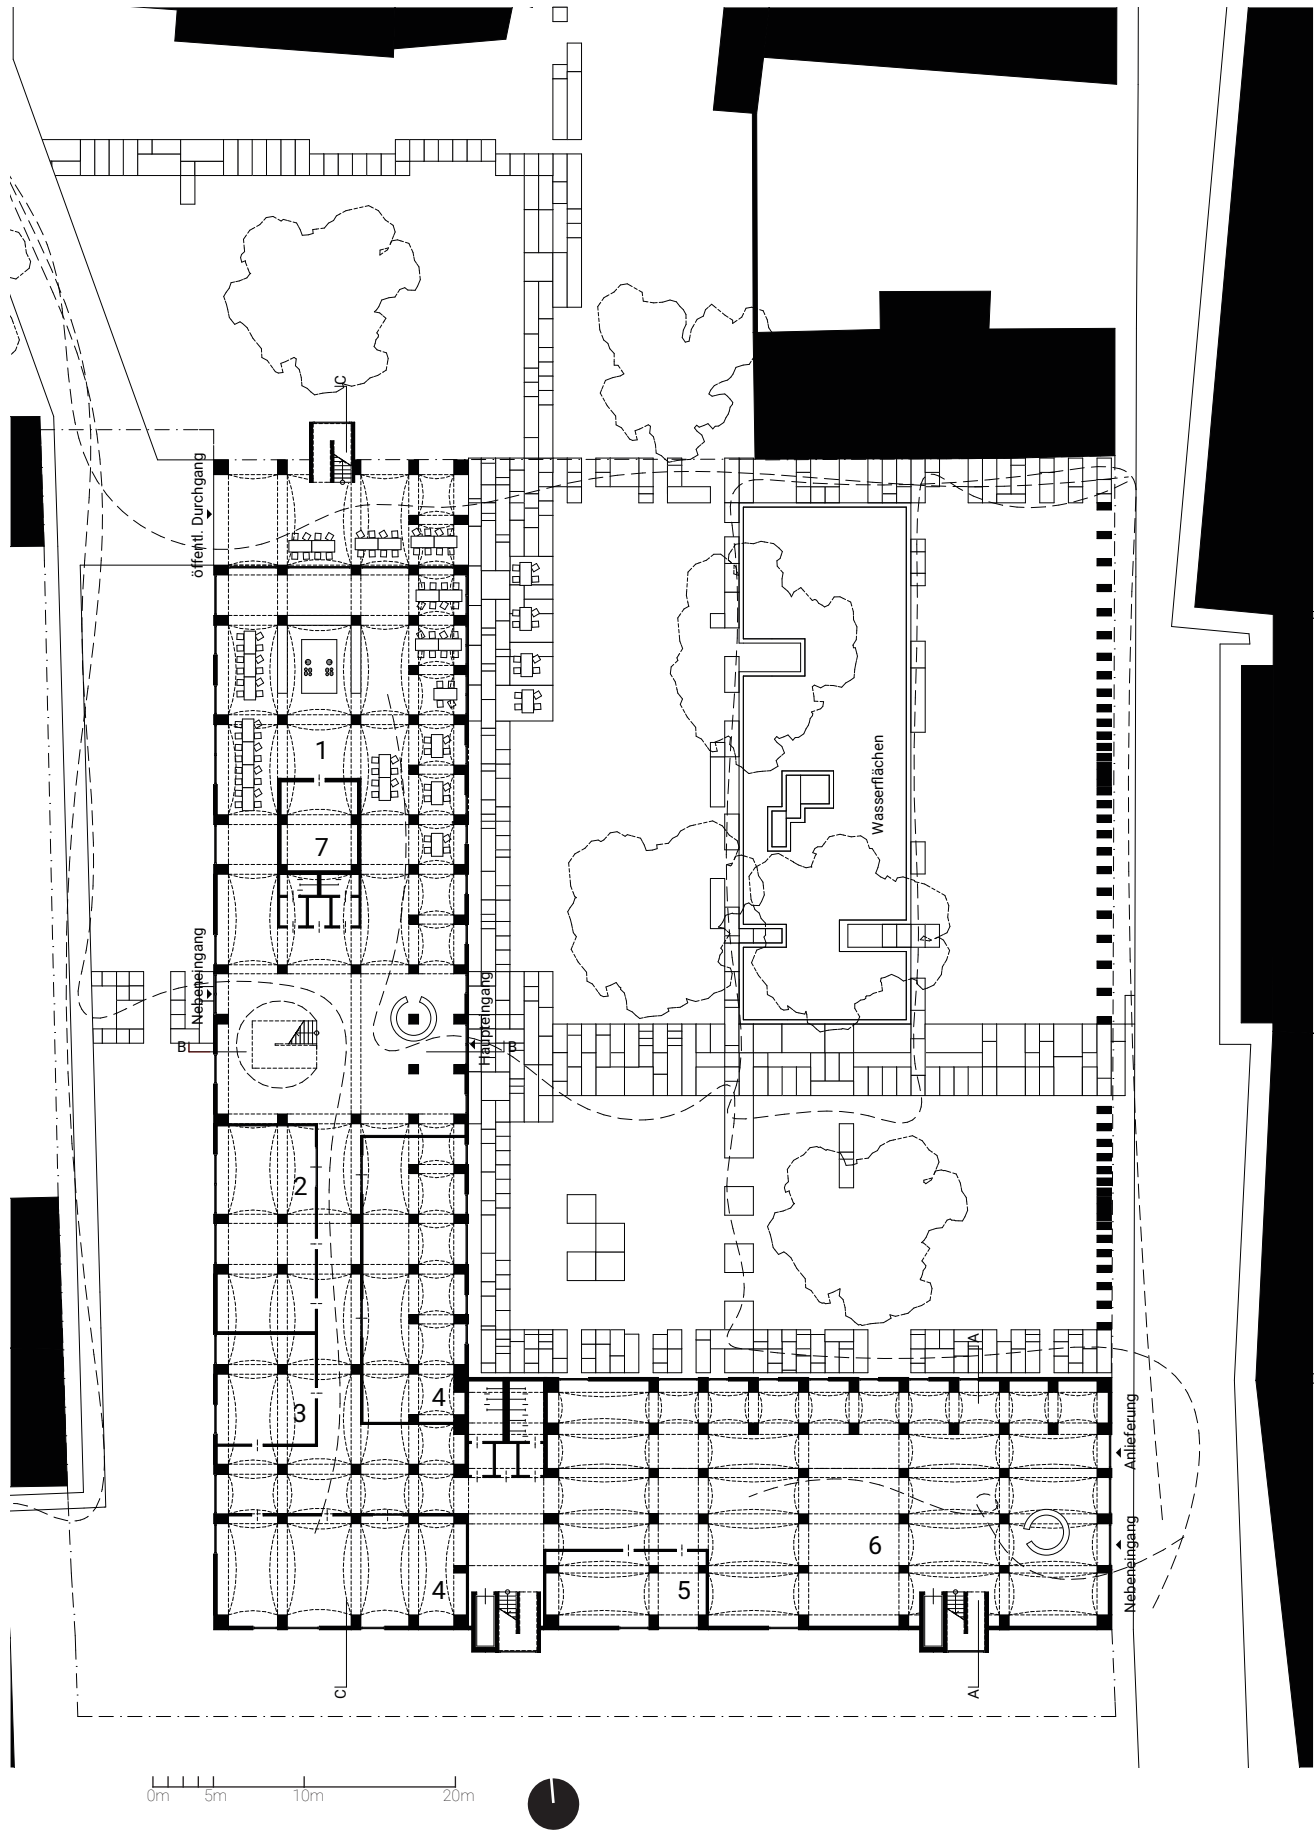 C
öffentl. Durchgang
1
Wasserflächen
7
Nebeneingang
Haupteingang
B
B
2
A
3
4
Anlieferung
6
Nebeneingang
4
5
C
A
0m 5m 10m 20m